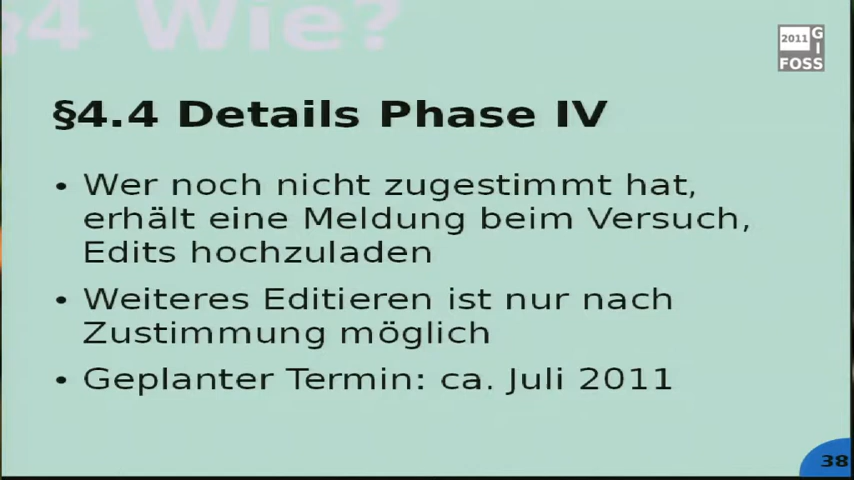 §4 Wie?
2011 G
I
FOSS
§4.4 Details Phase IV
• Wer noch nicht zugestimmt hat,
erhält eine Meldung beim Versuch,
Edits hochzuladen
• Weiteres Editieren ist nur nach
Zustimmung möglich
• Geplanter Termin: ca. Juli 2011
38